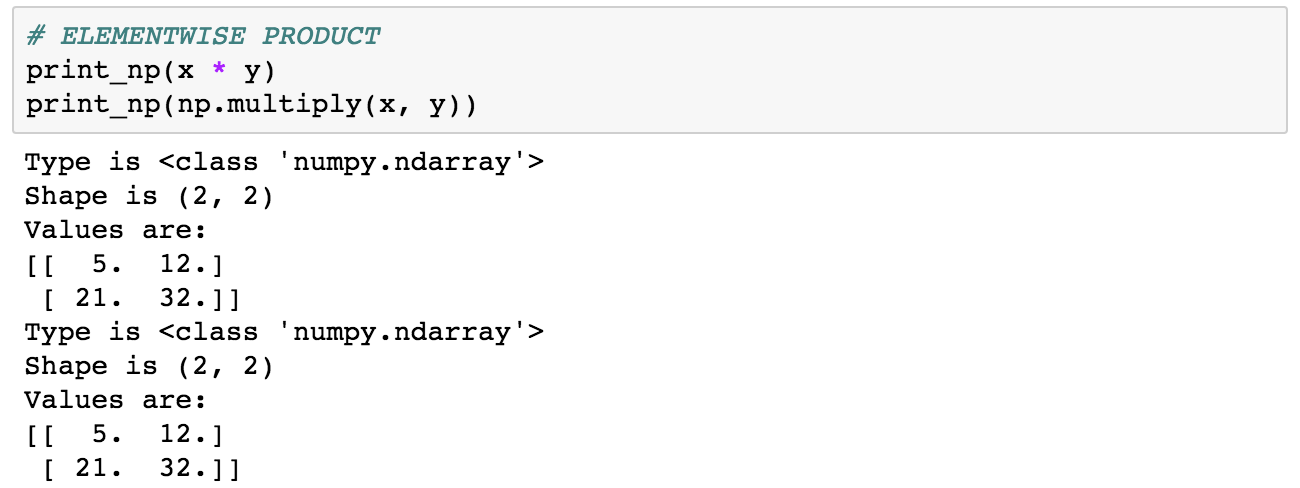 # ELEMENTWISE PRODUCT
print_np(x * y)
print_np(np.multiply(x, y))
Type is <class 'numpy.ndarray'>
Shape is (2, 2)
Values are:
[[  5.  12.]
 [ 21.  32.]]
Type is <class 'numpy.ndarray'>
Shape is (2, 2)
Values are:
[[  5.  12.]
 [ 21.  32.]]